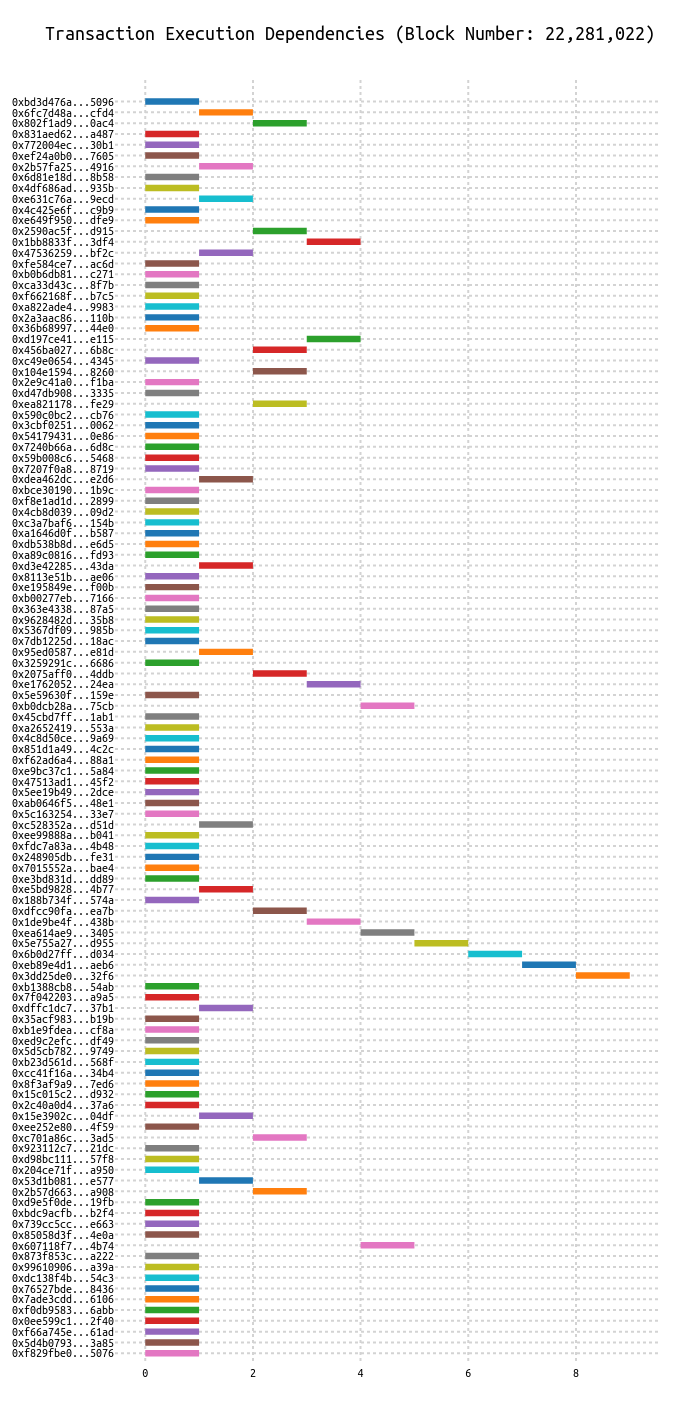 Transaction Execution Dependencies (Block Number: 22,281,022)
0xbd3d476a...5096
0x6fc7d48a...cfd4
0x802f1ad9...0ac4
0x831aed62...a487
0x772004ec...30b1
0xef24a0b0...7605
0x2b57fa25...4916
0x6d81e18d...8b58
0x4df686ad...935b
0xe631c76a...9ecd
0x4c425e6f...c9b9
0xe649f950...dfe9
0x2590ac5f...d915
0x1bb8833f...3df4
0x47536259...bf2c
0xfe584ce7...ac6d
0xb0b6db81...c271
0xca33d43c...8f7b
0xf662168f...b7c5
0xa822ade4...9983
0x2a3aac86...110b
0x36b68997...44e0
0xd197ce41...e115
0x456ba027...6b8c
0xc49e0654...4345
0x104e1594...8260
0x2e9c41a0...f1ba
0xd47db908...3335
0xea821178...fe29
0x590c0bc2...cb76
0x3cbf0251...0062
0x54179431...0e86
0x7240b66a...6d8c
0x59b008c6...5468
0x7207f0a8...8719
0xdea462dc...e2d6
0xbce30190...1b9c
0xf8e1ad1d...2899
0x4cb8d039...09d2
0xc3a7baf6...154b
0xa1646d0f...b587
0xdb538b8d...e6d5
0xa89c0816...fd93
0xd3e42285...43da
0x8113e51b...ae06
0xe195849e...f00b
0xb00277eb...7166
0x363e4338...87a5
0x9628482d...35b8
0x5367df09...985b
0x7db1225d...18ac
0x95ed0587...e81d
0x3259291c...6686
0x2075aff0...4ddb
0xe1762052...24ea
0x5e59630f...159e
0xb0dcb28a...75cb
0x45cbd7ff...1ab1
0xa2652419...553a
0x4c8d50ce...9a69
0x851d1a49...4c2c
0xf62ad6a4...88a1
0xe9bc37c1...5a84
0x47513ad1...45f2
0x5ee19b49...2dce
0xab0646f5...48e1
0x5c163254...33e7
0xc528352a...d51d
0xee99888a...b041
0xfdc7a83a...4b48
0x248905db...fe31
0x7015552a...bae4
0xe3bd831d...dd89
0xe5bd9828...4b77
0x188b734f...574a
0xdfcc90fa...ea7b
0x1de9be4f...438b
0xea614ae9...3405
0x5e755a27...d955
0x6b0d27ff...d034
0xeb89e4d1...aeb6
0x3dd25de0...32f6
0xb1388cb8...54ab
0x7f042203...a9a5
0xdffc1dc7...37b1
0x35acf983...b19b
0xb1e9fdea...cf8a
0xed9c2efc...df49
0x5d5cb782...9749
0xb23d561d...568f
0xcc41f16a...34b4
0x8f3af9a9...7ed6
0x15c015c2...d932
0x2c40a0d4...37a6
0x15e3902c...04df
0xee252e80...4f59
0xc701a86c...3ad5
0x923112c7...21dc
0xd98bc111...57f8
0x204ce71f...a950
0x53d1b081...e577
0x2b57d663...a908
0xd9e5f0de...19fb
0xbdc9acfb...b2f4
0x739cc5cc...e663
0x85058d3f...4e0a
0x607118f7...4b74
0x873f853c...a222
0x99610906...a39a
0xdc138f4b...54c3
0x76527bde...8436
0x7ade3cdd...6106
0xf0db9583...6abb
0x0ee599c1...2f40
0xf66a745e...61ad
0x5d4b0793...3a85
0xf829fbe0...5076
0 2 4 6 8